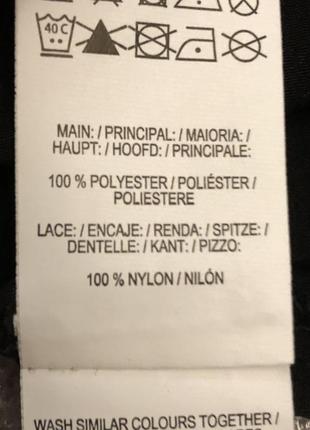 40 C
MAIN: / PRINCIPAL: / MAIORIA: /
HAUPT: / HOOFD: / PRINCIPALE:
100 % POLYESTER / POLIÉSTER /
POLIESTERE
LACE: / ENCAJE: / RENDA: / SPITZE: /
DENTELLE: / KANT: / PIZZO:
100 % NYLON / NILÓN
WASH SIMILAR COLOURS TOGETHER /